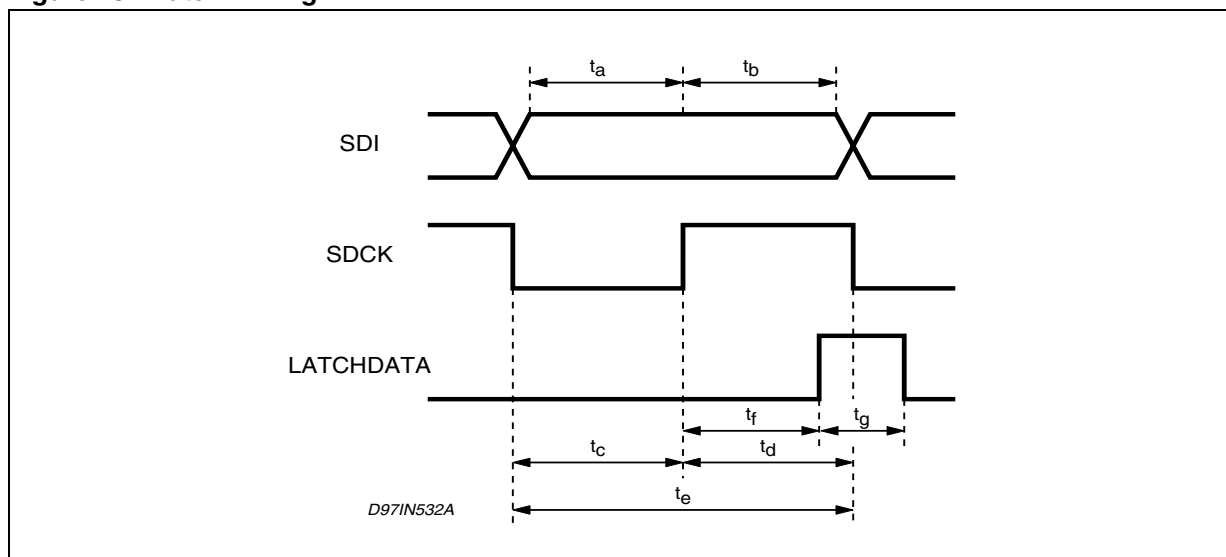 ta
tb
SDI
SDCK
LATCHDATA
tf
tg
tc
td
te
D97IN532A